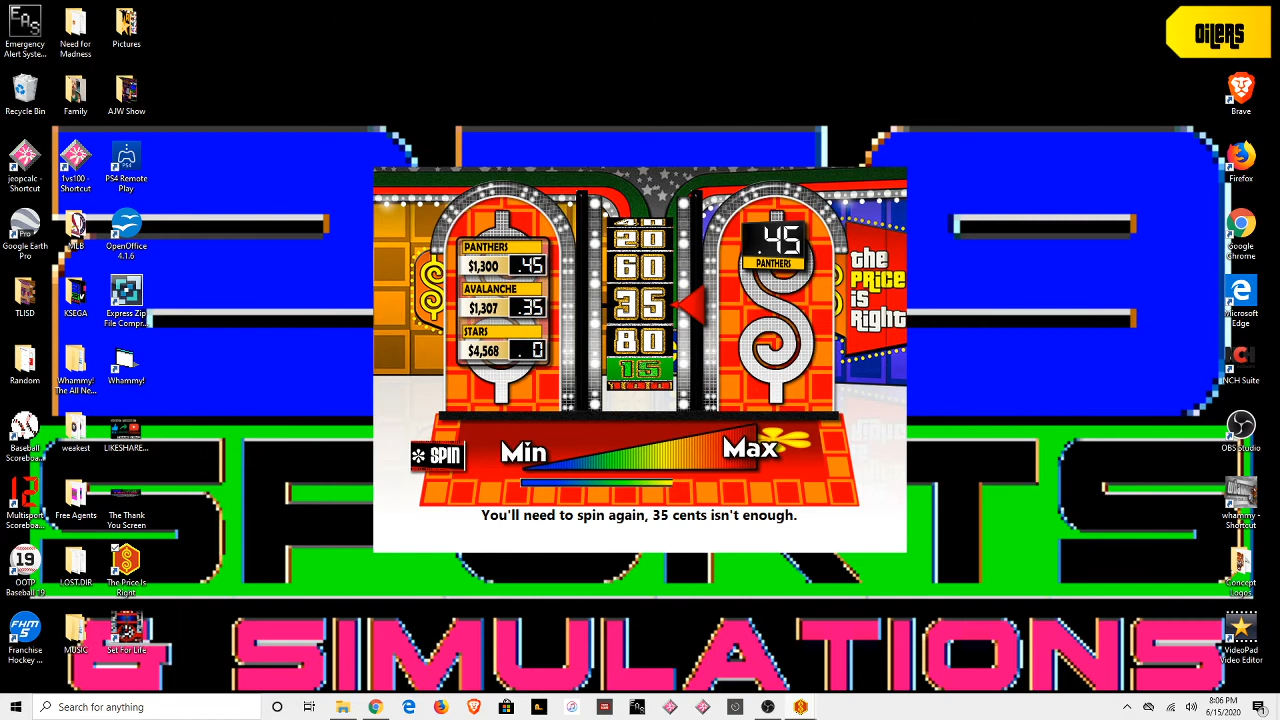 Emergency
Alert Syste...
Need for
Madness
Pictures
Recycle Bin
Family
AJW Show
jeopcalc -
Shortcut
1vs100 -
Shortcut
PS4 Remote
Play
Google Earth
Pro
MLB
OpenOffice
4.1.6
TLISD
KSEGA
Express Zip
File Compr...
Random
Whammy!
The All Ne...
Whammy!
Baseball
Scoreboa...
weakest
LIKESHARE...
Multisport
Scoreboa...
Free Agents
The Thank
You Screen
OOTP
Baseball 19
LOST.DIR
The Price Is
Right
Franchise
Hockey ...
MUSIC
Set For Life
OILERS
Brave
Firefox
Google
Chrome
Microsoft
Edge
NCH Suite
OBS Studio
whammy -
Shortcut
Concept
Logos
VideoPad
Video Editor
PANTHERS
$1,300 .45
AVALANCHE
$1,307 .35
STARS
$4,568 . 0
20
60
35
80
15
.45
PANTHERS
the
PRICE
is
Right
* SPIN
Min
Max
You'll need to spin again, 35 cents isn't enough.
SPORTS
& SIMULATIONS
Search for anything
8:06 PM
6/15/2020